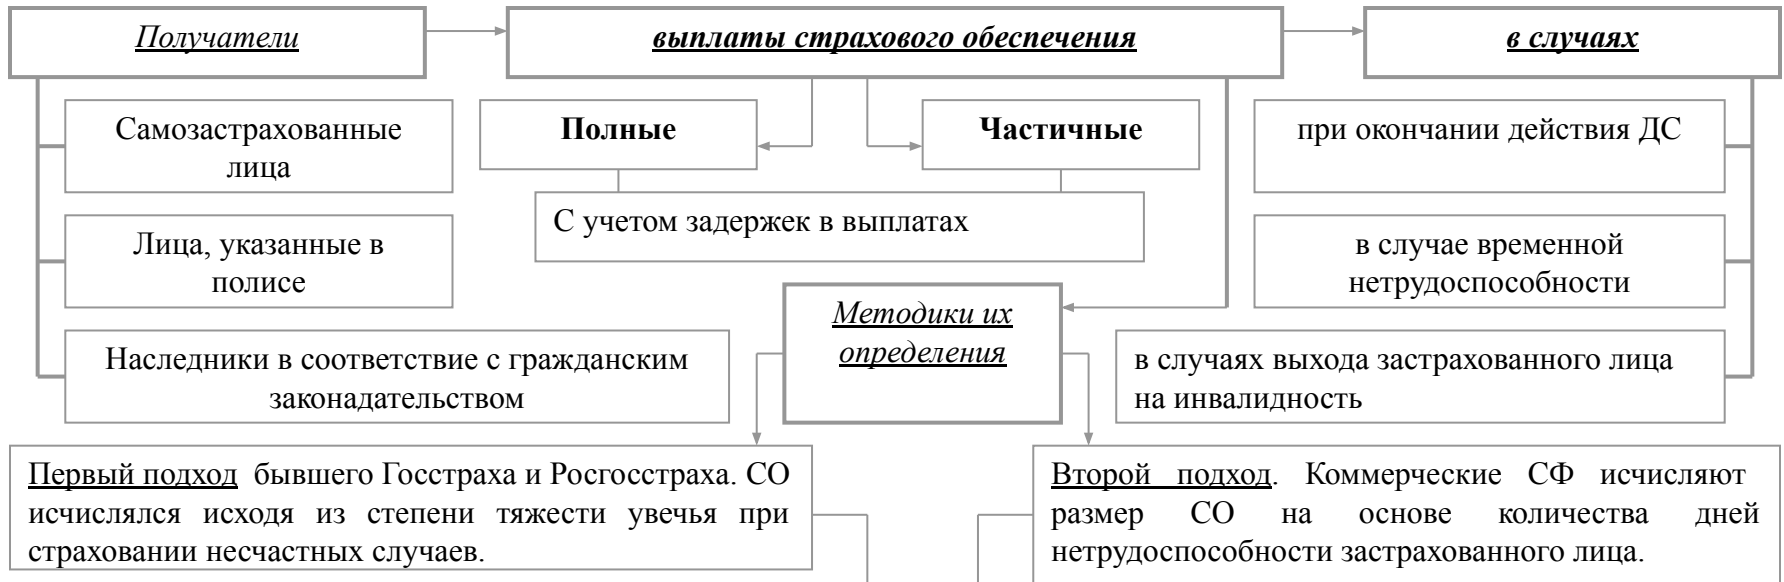 Получатели
выплаты страхового обеспечения
в случаях
Самозастрахованные
лица
Полные
Частичные
при окончании действия ДС
С учетом задержек в выплатах
Лица, указанные в
полисе
в случае временной
нетрудоспособности
Методики их
определения
Наследники в соответствие с гражданским
законадательством
в случаях выхода застрахованного лица
на инвалидность
Первый подход бывшего Госстраха и Росгосстраха. СО
исчислялся исходя из степени тяжести увечья при
страховании несчастных случаев.
Второй подход. Коммерческие СФ исчисляют
размер СО на основе количества дней
нетрудоспособности застрахованного лица.